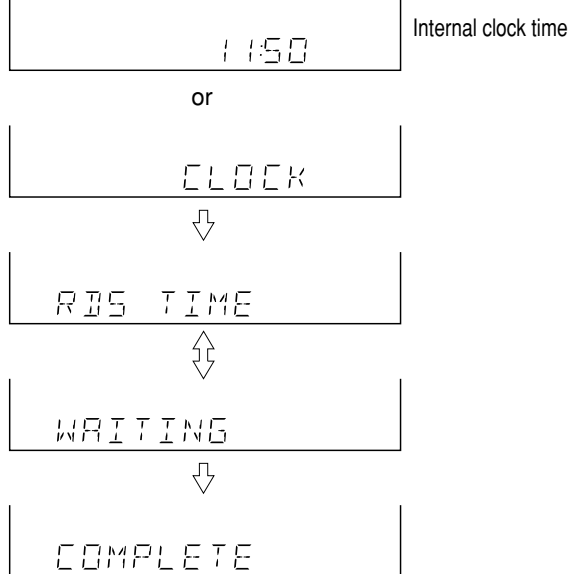 11:50 Internal clock time
or
CLOCK
RDS TIME
WAITING
COMPLETE